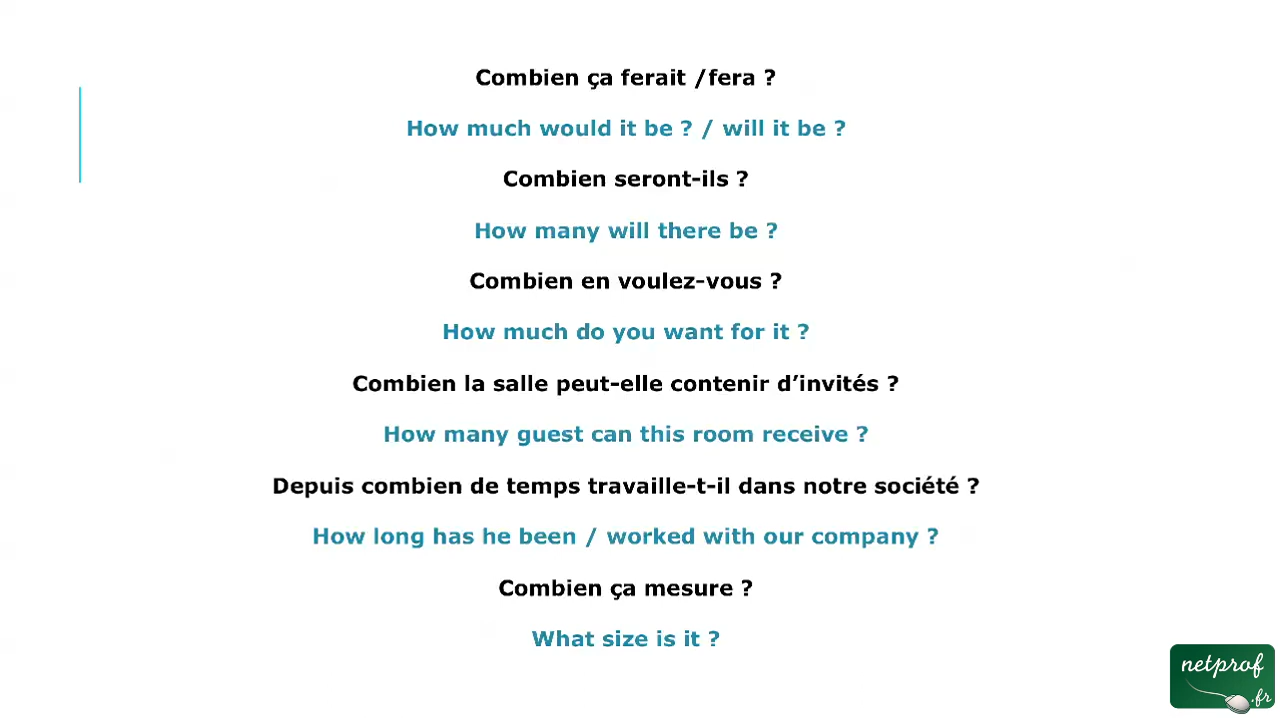 Combien ça ferait /fera ?
How much would it be ? / will it be ?
Combien seront-ils ?
How many will there be ?
Combien en voulez-vous ?
How much do you want for it ?
Combien la salle peut-elle contenir d’invités ?
How many guest can this room receive ?
Depuis combien de temps travaille-t-il dans notre société ?
How long has he been / worked with our company ?
Combien ça mesure ?
What size is it ?
netprof
.fr